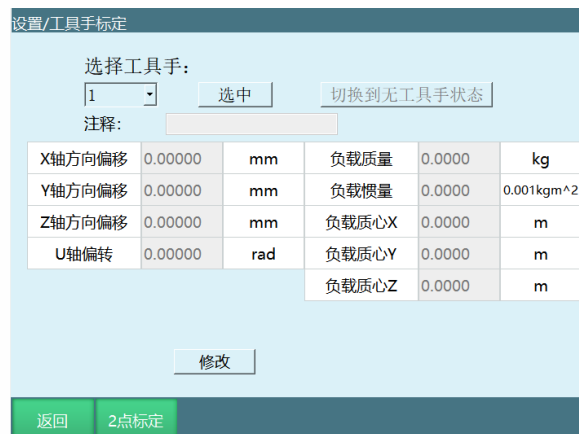 设置/工具手标定
选择工具手：
1 选中 切换到无工具手状态
注释：
X轴方向偏移 0.00000 mm 负载质量 0.0000 kg
Y轴方向偏移 0.00000 mm 负载惯量 0.0000 0.001kgm^2
Z轴方向偏移 0.00000 mm 负载质心X 0.0000 m
U轴偏转 0.00000 rad 负载质心Y 0.0000 m
负载质心Z 0.0000 m
修改
返回 2点标定